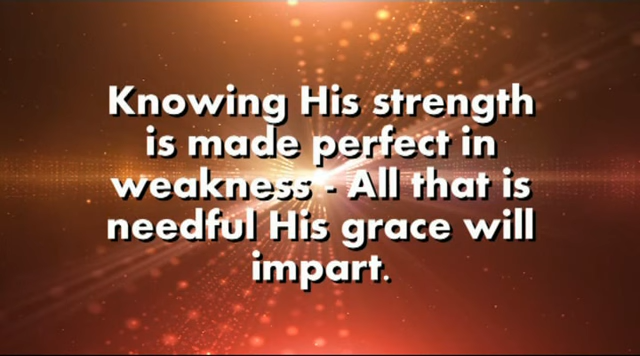 Knowing His strength
is made perfect in
weakness - All that is
needful His grace will
impart.